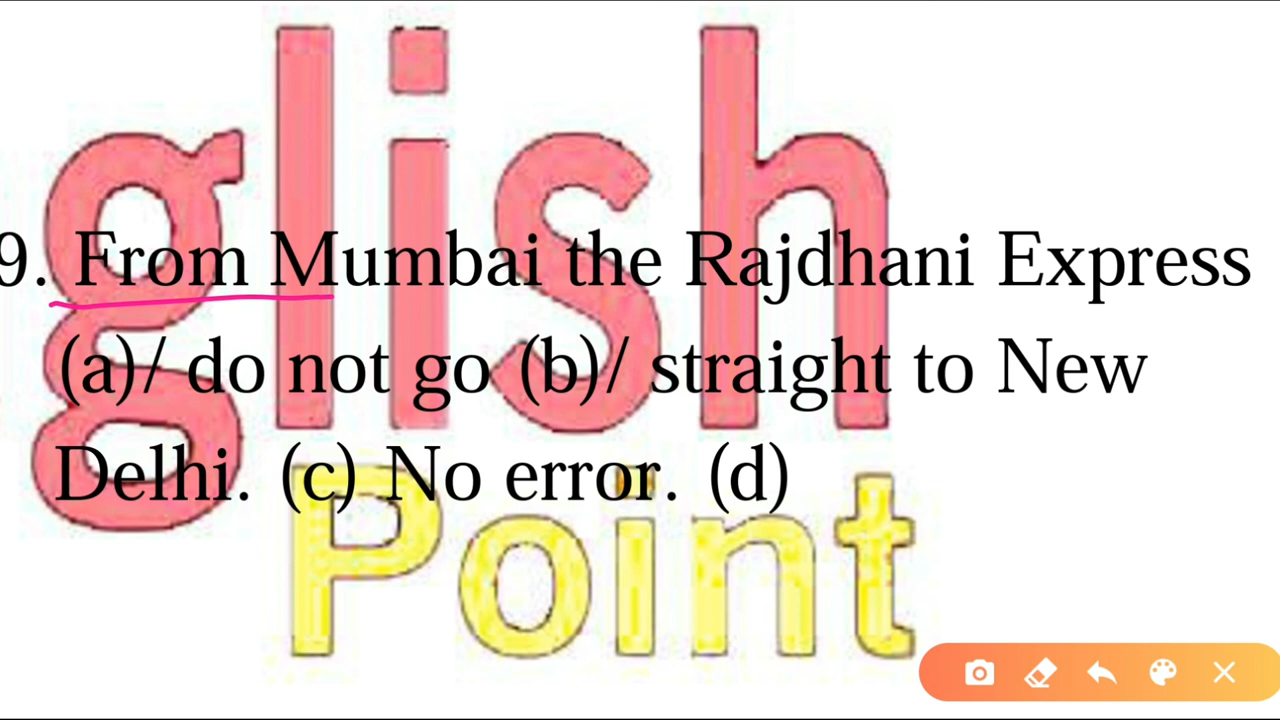 glish
9. From Mumbai the Rajdhani Express
(a)/ do not go (b)/ straight to New
Delhi. (c) No error. (d)
Point